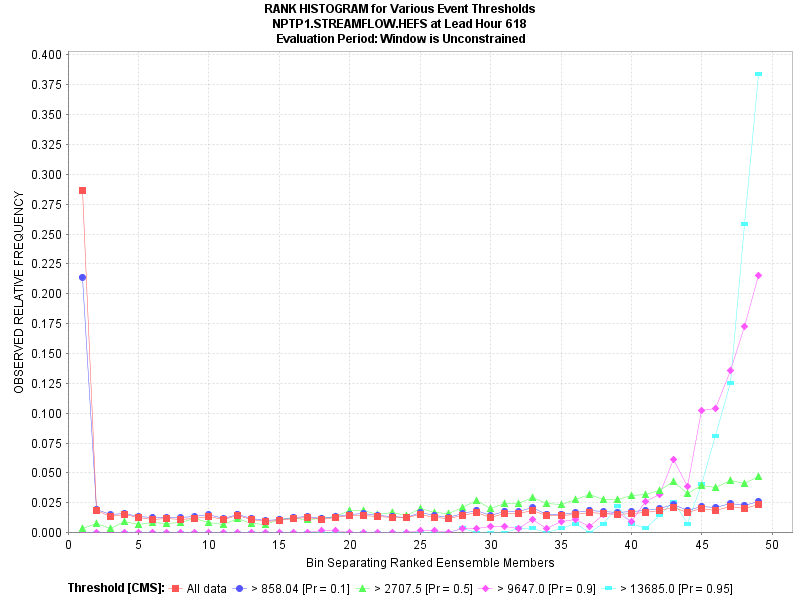 RANK HISTOGRAM for Various Event Thresholds
NPTP1.STREAMFLOW.HEFS at Lead Hour 618
Evaluation Period: Window is Unconstrained
OBSERVED RELATIVE FREQUENCY
0.400
0.375
0.350
0.325
0.300
0.275
0.250
0.225
0.200
0.175
0.150
0.125
0.100
0.075
0.050
0.025
0.000
0 5 10 15 20 25 30 35 40 45 50
Bin Separating Ranked Eensemble Members
Threshold [CMS]: All data > 858.04 [Pr = 0.1] > 2707.5 [Pr = 0.5] > 9647.0 [Pr = 0.9] > 13685.0 [Pr = 0.95]